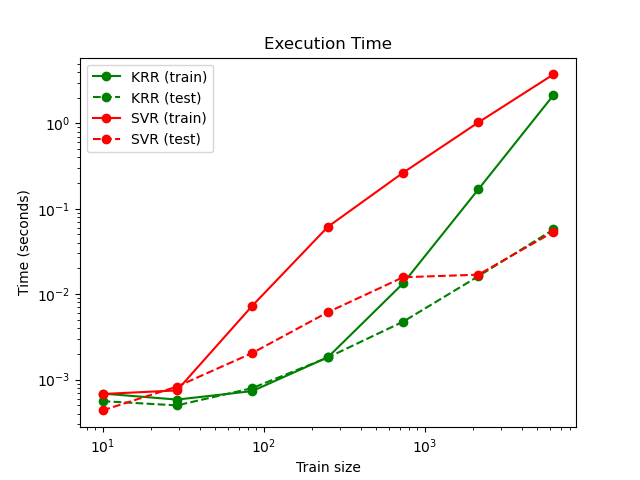 Execution Time
KRR (train)
KRR (test)
SVR (train)
SVR (test)
Time (seconds)
10⁰
10⁻¹
10⁻²
10⁻³
10¹
10²
10³
Train size